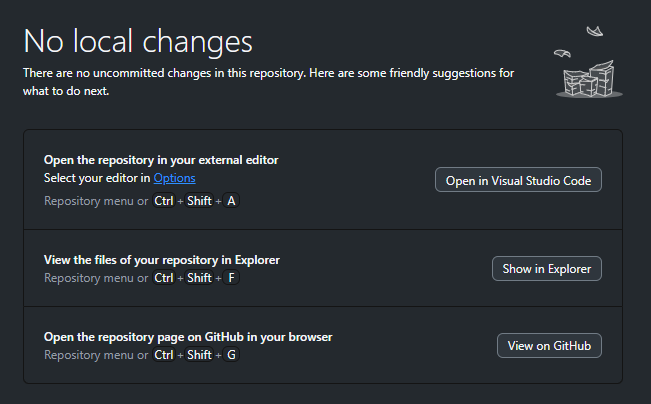 No local changes
There are no uncommitted changes in this repository. Here are some friendly suggestions for
what to do next.
Open the repository in your external editor
Select your editor in Options
Repository menu or Ctrl + Shift + A
Open in Visual Studio Code
View the files of your repository in Explorer
Repository menu or Ctrl + Shift + F
Show in Explorer
Open the repository page on GitHub in your browser
Repository menu or Ctrl + Shift + G
View on GitHub